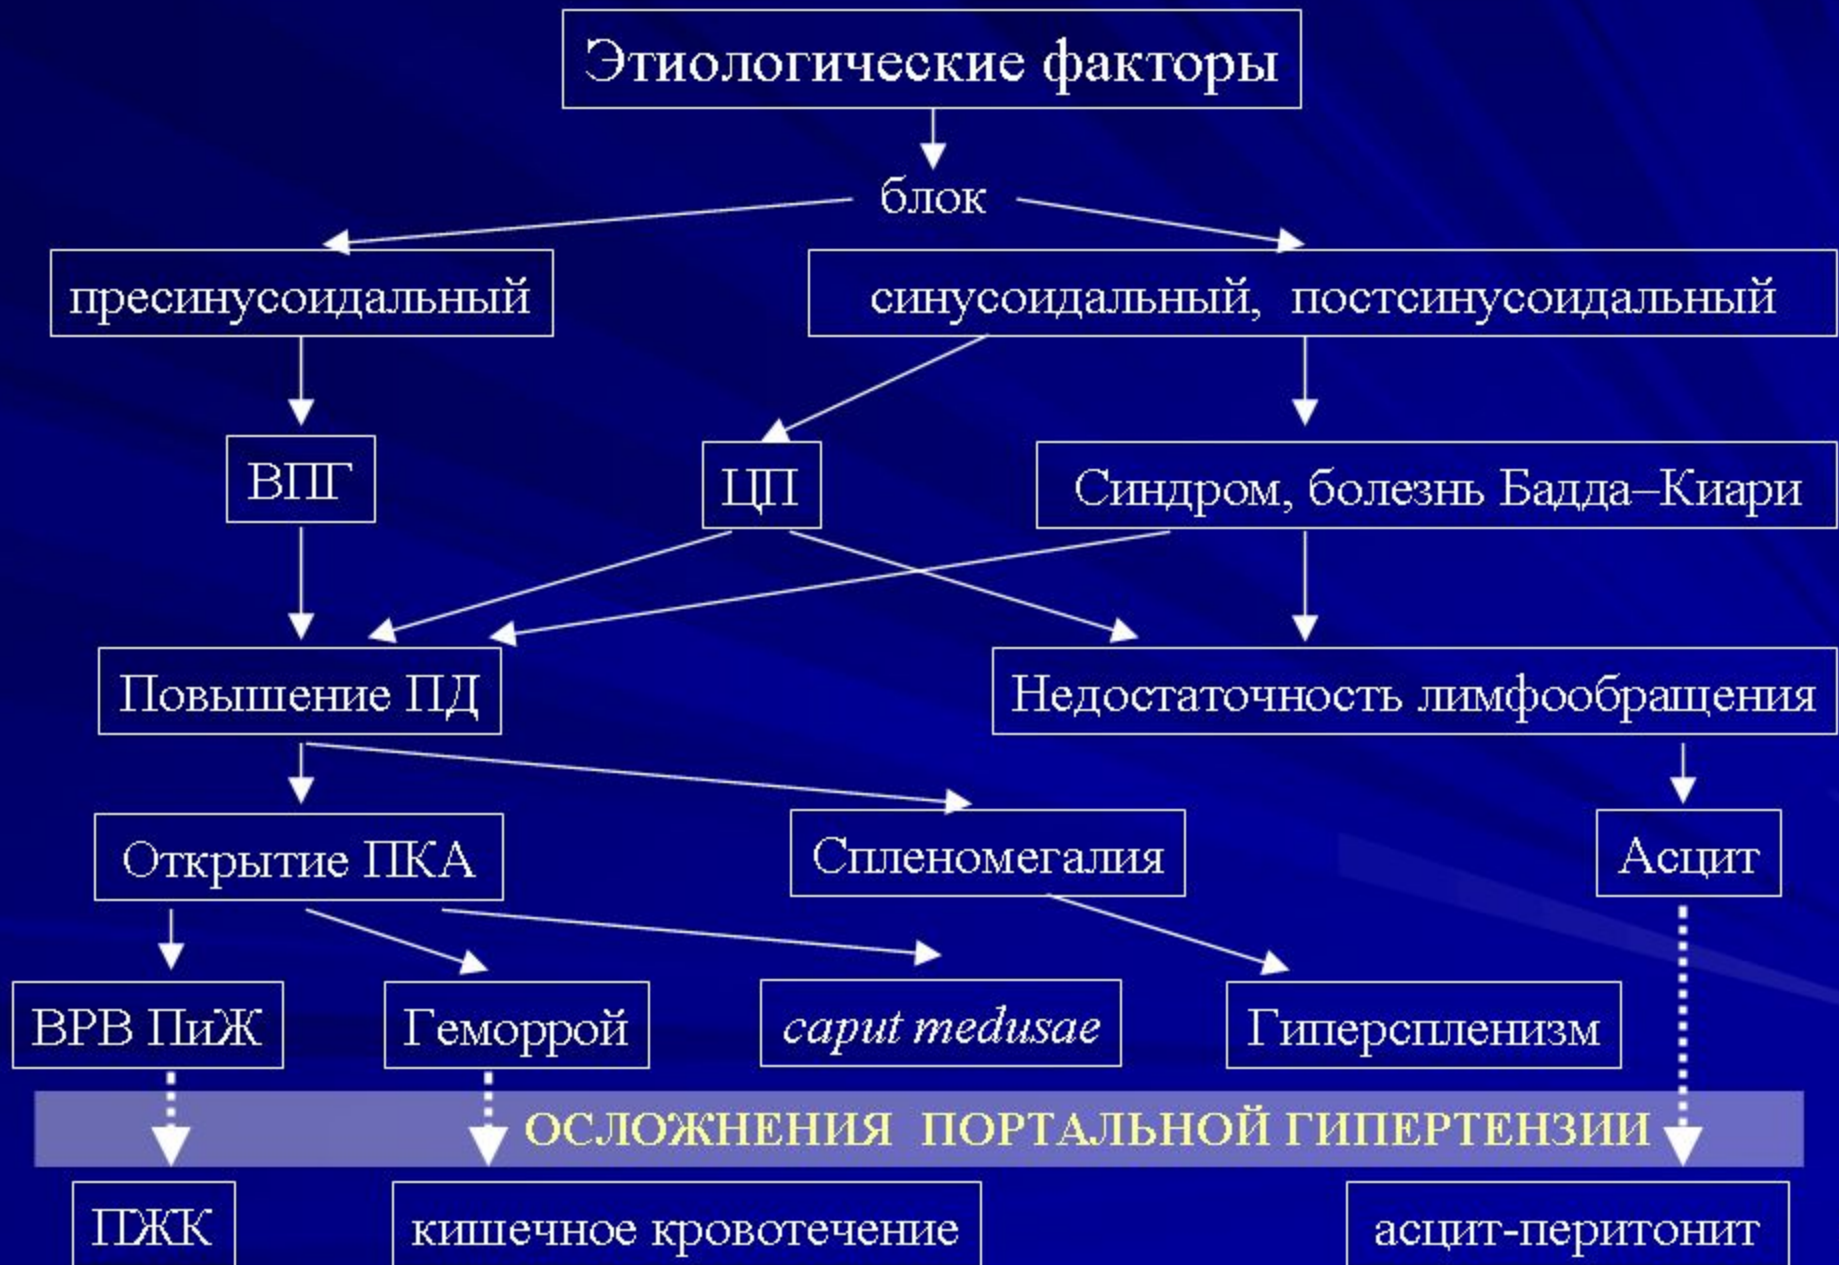 Этиологические факторы
блок
пресинусоидальный
синусоидальный, постсинусоидальный
ВПГ
ЦП
Синдром, болезнь Бадда–Киари
Повышение ПД
Недостаточность лимфообращения
Открытие ПКА
Спленомегалия
Асцит
ВРВ ПиЖ
Геморрой
caput medusae
Гиперспленизм
ОСЛОЖНЕНИЯ ПОРТАЛЬНОЙ ГИПЕРТЕНЗИИ
ПЖК
кишечное кровотечение
асцит-перитонит